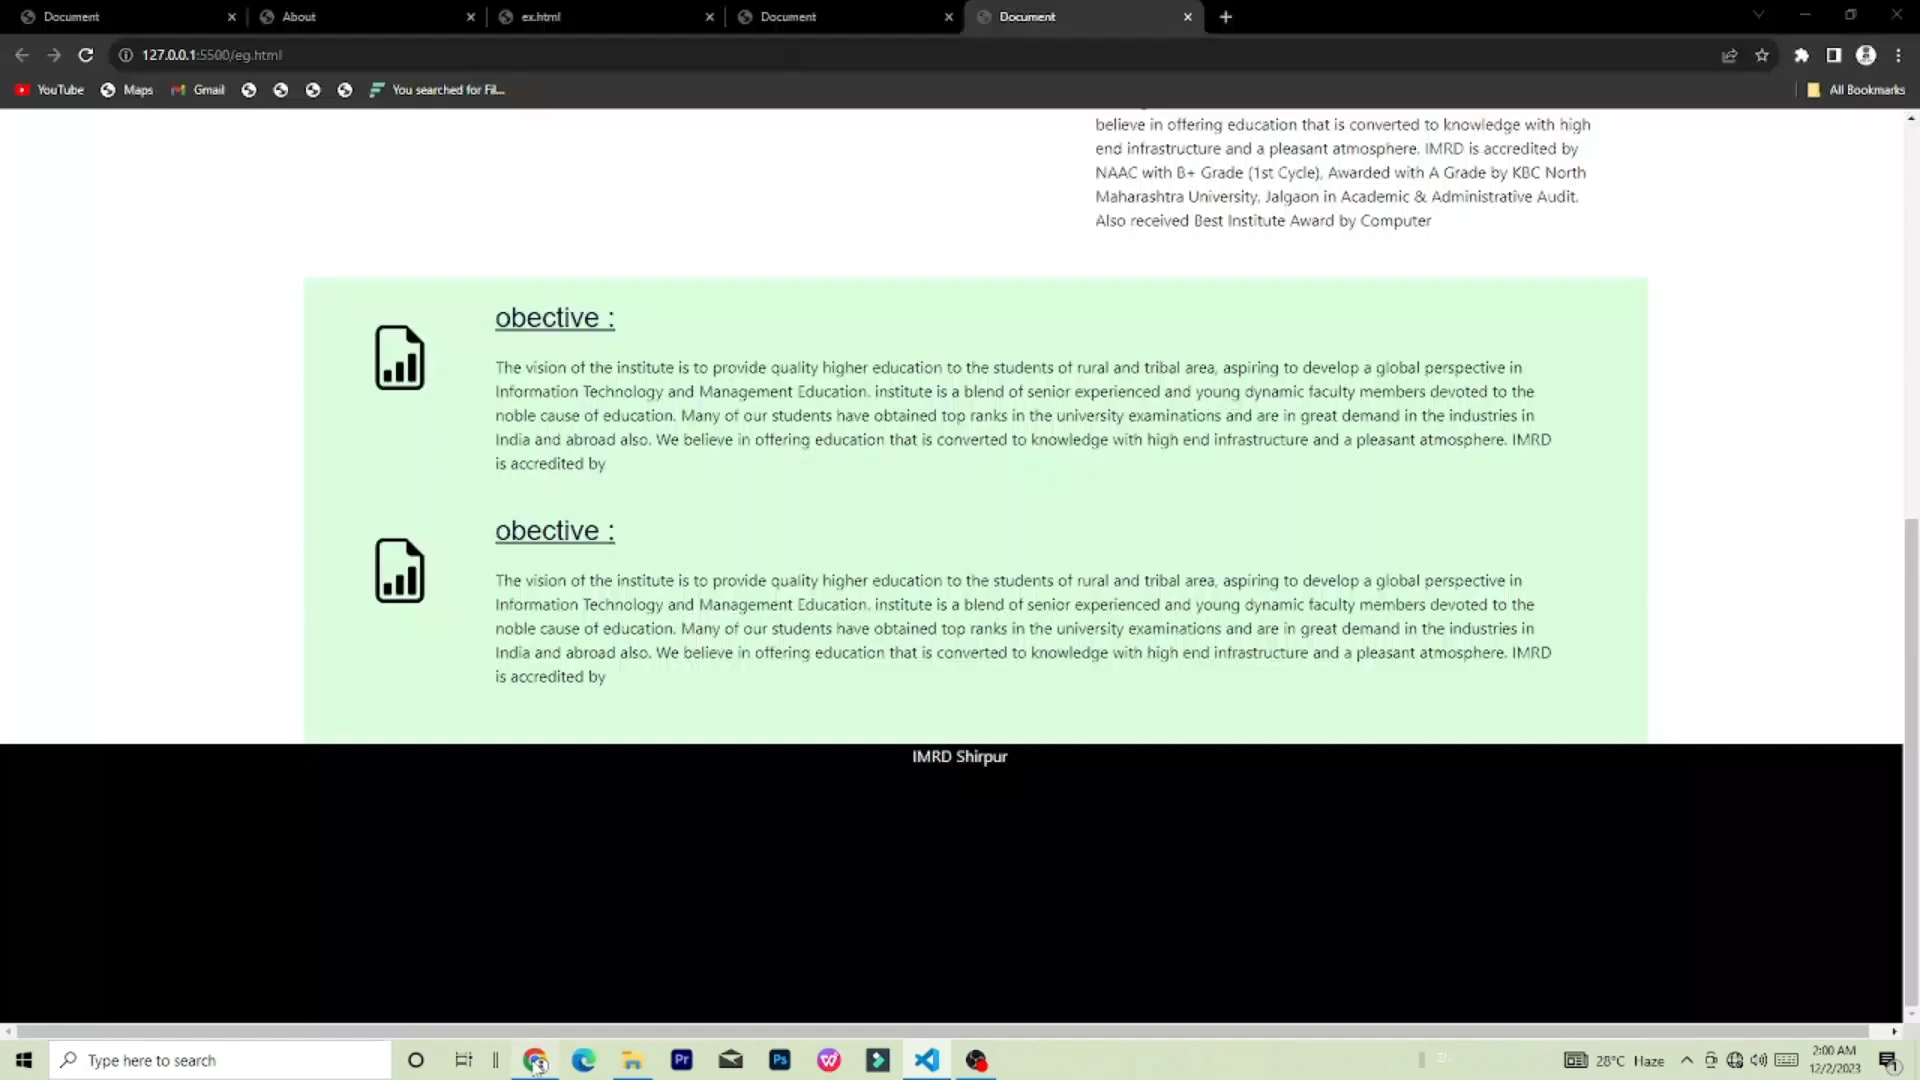 Document
About
ex.html
Document
Document
127.0.0.1:5500/eg.html
YouTube
Maps
Gmail
You searched for Fil...
All Bookmarks
believe in offering education that is converted to knowledge with high
end infrastructure and a pleasant atmosphere. IMRD is accredited by
NAAC with B+ Grade (1st Cycle), Awarded with A Grade by KBC North
Maharashtra University, Jalgaon in Academic & Administrative Audit.
Also received Best Institute Award by Computer
obective :
The vision of the institute is to provide quality higher education to the students of rural and tribal area, aspiring to develop a global perspective in
Information Technology and Management Education. institute is a blend of senior experienced and young dynamic faculty members devoted to the
noble cause of education. Many of our students have obtained top ranks in the university examinations and are in great demand in the industries in
India and abroad also. We believe in offering education that is converted to knowledge with high end infrastructure and a pleasant atmosphere. IMRD
is accredited by
obective :
The vision of the institute is to provide quality higher education to the students of rural and tribal area, aspiring to develop a global perspective in
Information Technology and Management Education. institute is a blend of senior experienced and young dynamic faculty members devoted to the
noble cause of education. Many of our students have obtained top ranks in the university examinations and are in great demand in the industries in
India and abroad also. We believe in offering education that is converted to knowledge with high end infrastructure and a pleasant atmosphere. IMRD
is accredited by
IMRD Shirpur
Type here to search
Pr
Ps
28°C Haze
2:00 AM
12/2/2023
1